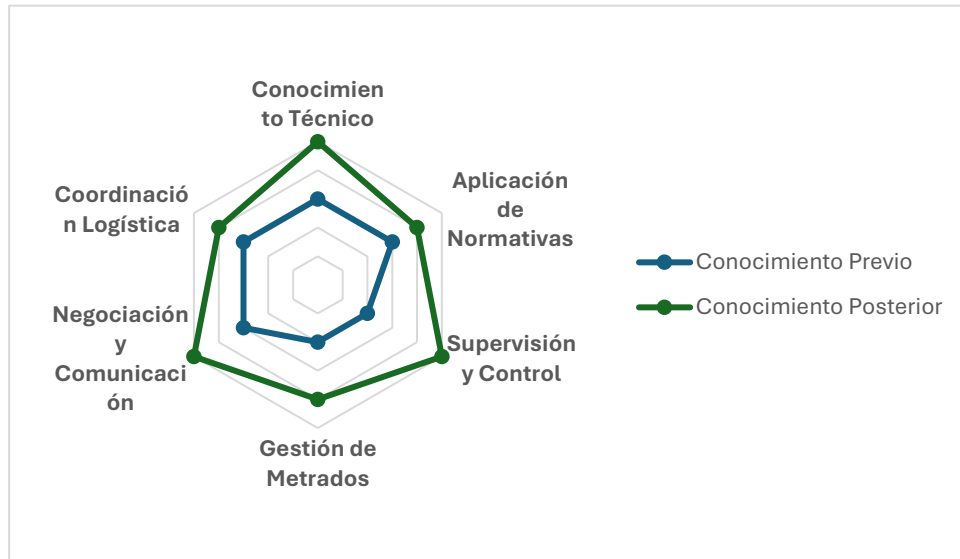 Conocimien
to Técnico
Aplicación
de
Normativas
Supervisión
y Control
Gestión de
Metrados
Negociación
y
Comunicaci
ón
Coordinació
n Logística
Conocimiento Previo
Conocimiento Posterior